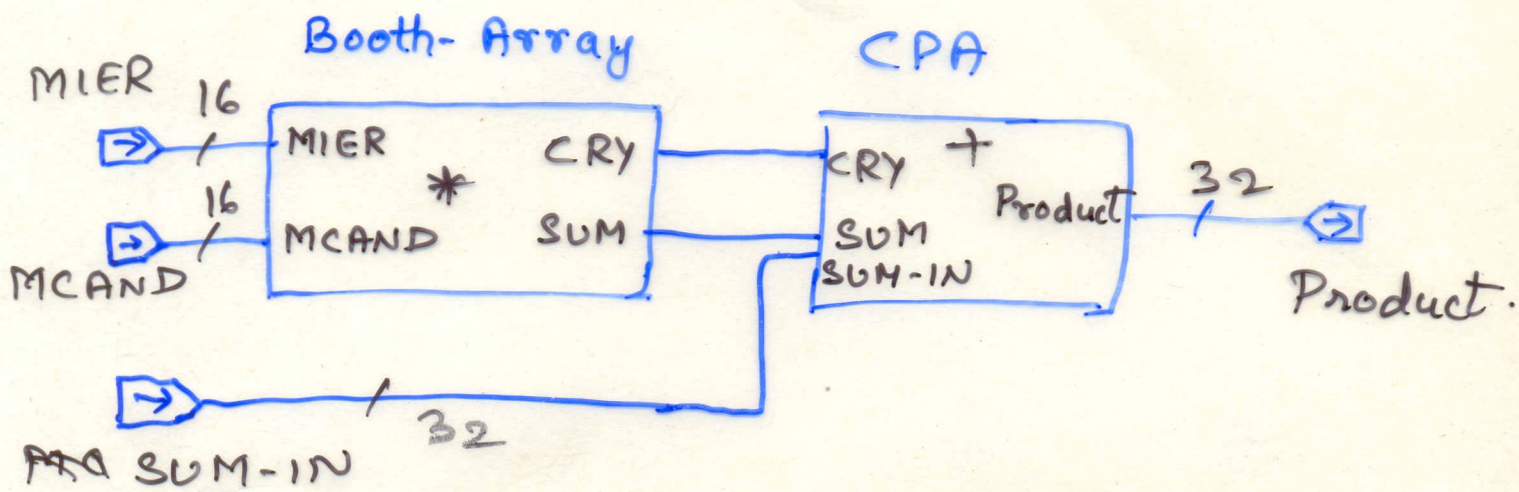 Booth-Array
CPA
MIER
16
MIER
CRY
*
16
MCAND
SUM
MCAND
CRY
+
Product
SUM
SUM-IN
32
Product.
32
SUM-IN